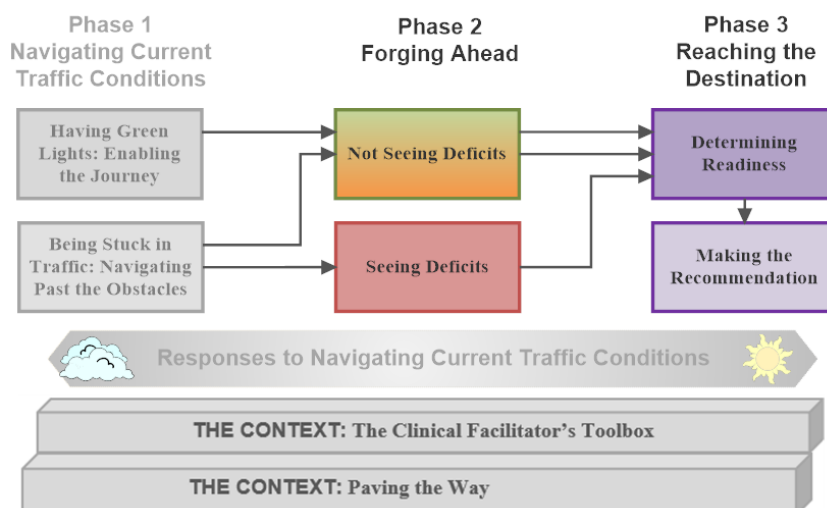 Phase 1
Navigating Current
Traffic Conditions
Phase 2
Forging Ahead
Phase 3
Reaching the
Destination
Having Green
Lights: Enabling
the Journey
Not Seeing Deficits
Determining
Readiness
Being Stuck in
Traffic: Navigating
Past the Obstacles
Seeing Deficits
Making the
Recommendation
Responses to Navigating Current Traffic Conditions
THE CONTEXT: The Clinical Facilitator's Toolbox
THE CONTEXT: Paving the Way